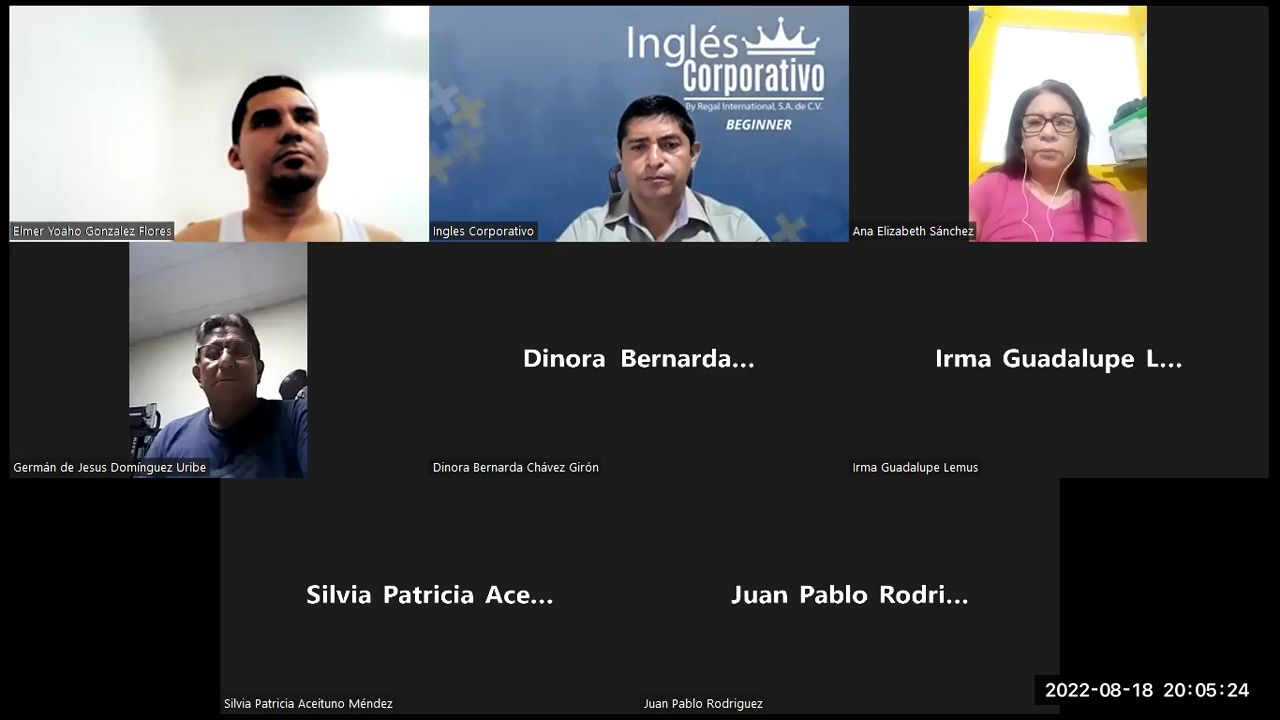 Inglés
Corporativo
By Regal International, S.A. de C.V.
BEGINNER
Elmer Yoaho Gonzalez Flores
Ingles Corporativo
Ana Elizabeth Sánchez
Dinora Bernarda...
Irma Guadalupe L...
Germán de Jesus Domínguez Uribe
Dinora Bernarda Chávez Girón
Irma Guadalupe Lemus
Silvia Patricia Ace...
Juan Pablo Rodri...
2022-08-18 20:05:24
Silvia Patricia Aceituno Méndez
Juan Pablo Rodriguez